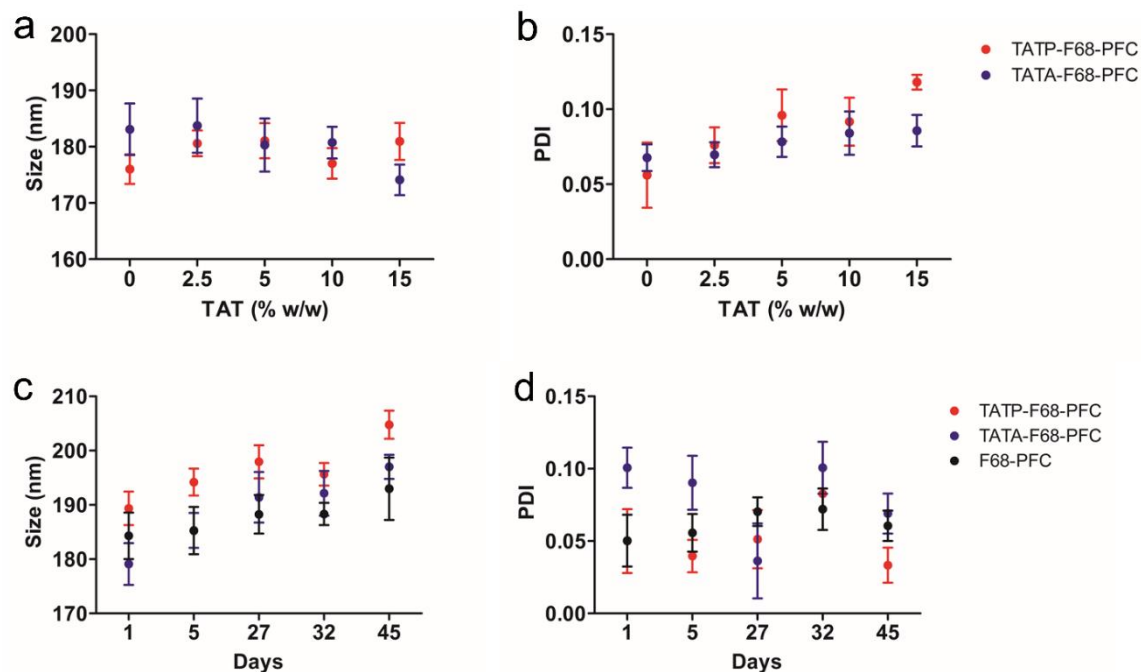 a
200
190
180
170
160
Size (nm)
0 2.5 5 10 15
TAT (% w/w)
b
0.15
0.10
0.05
0.00
PDI
0 2.5 5 10 15
TAT (% w/w)
TATP-F68-PFC
TATA-F68-PFC
c
210
200
190
180
170
Size (nm)
1 5 27 32 45
Days
d
0.15
0.10
0.05
0.00
PDI
1 5 27 32 45
Days
TATP-F68-PFC
TATA-F68-PFC
F68-PFC